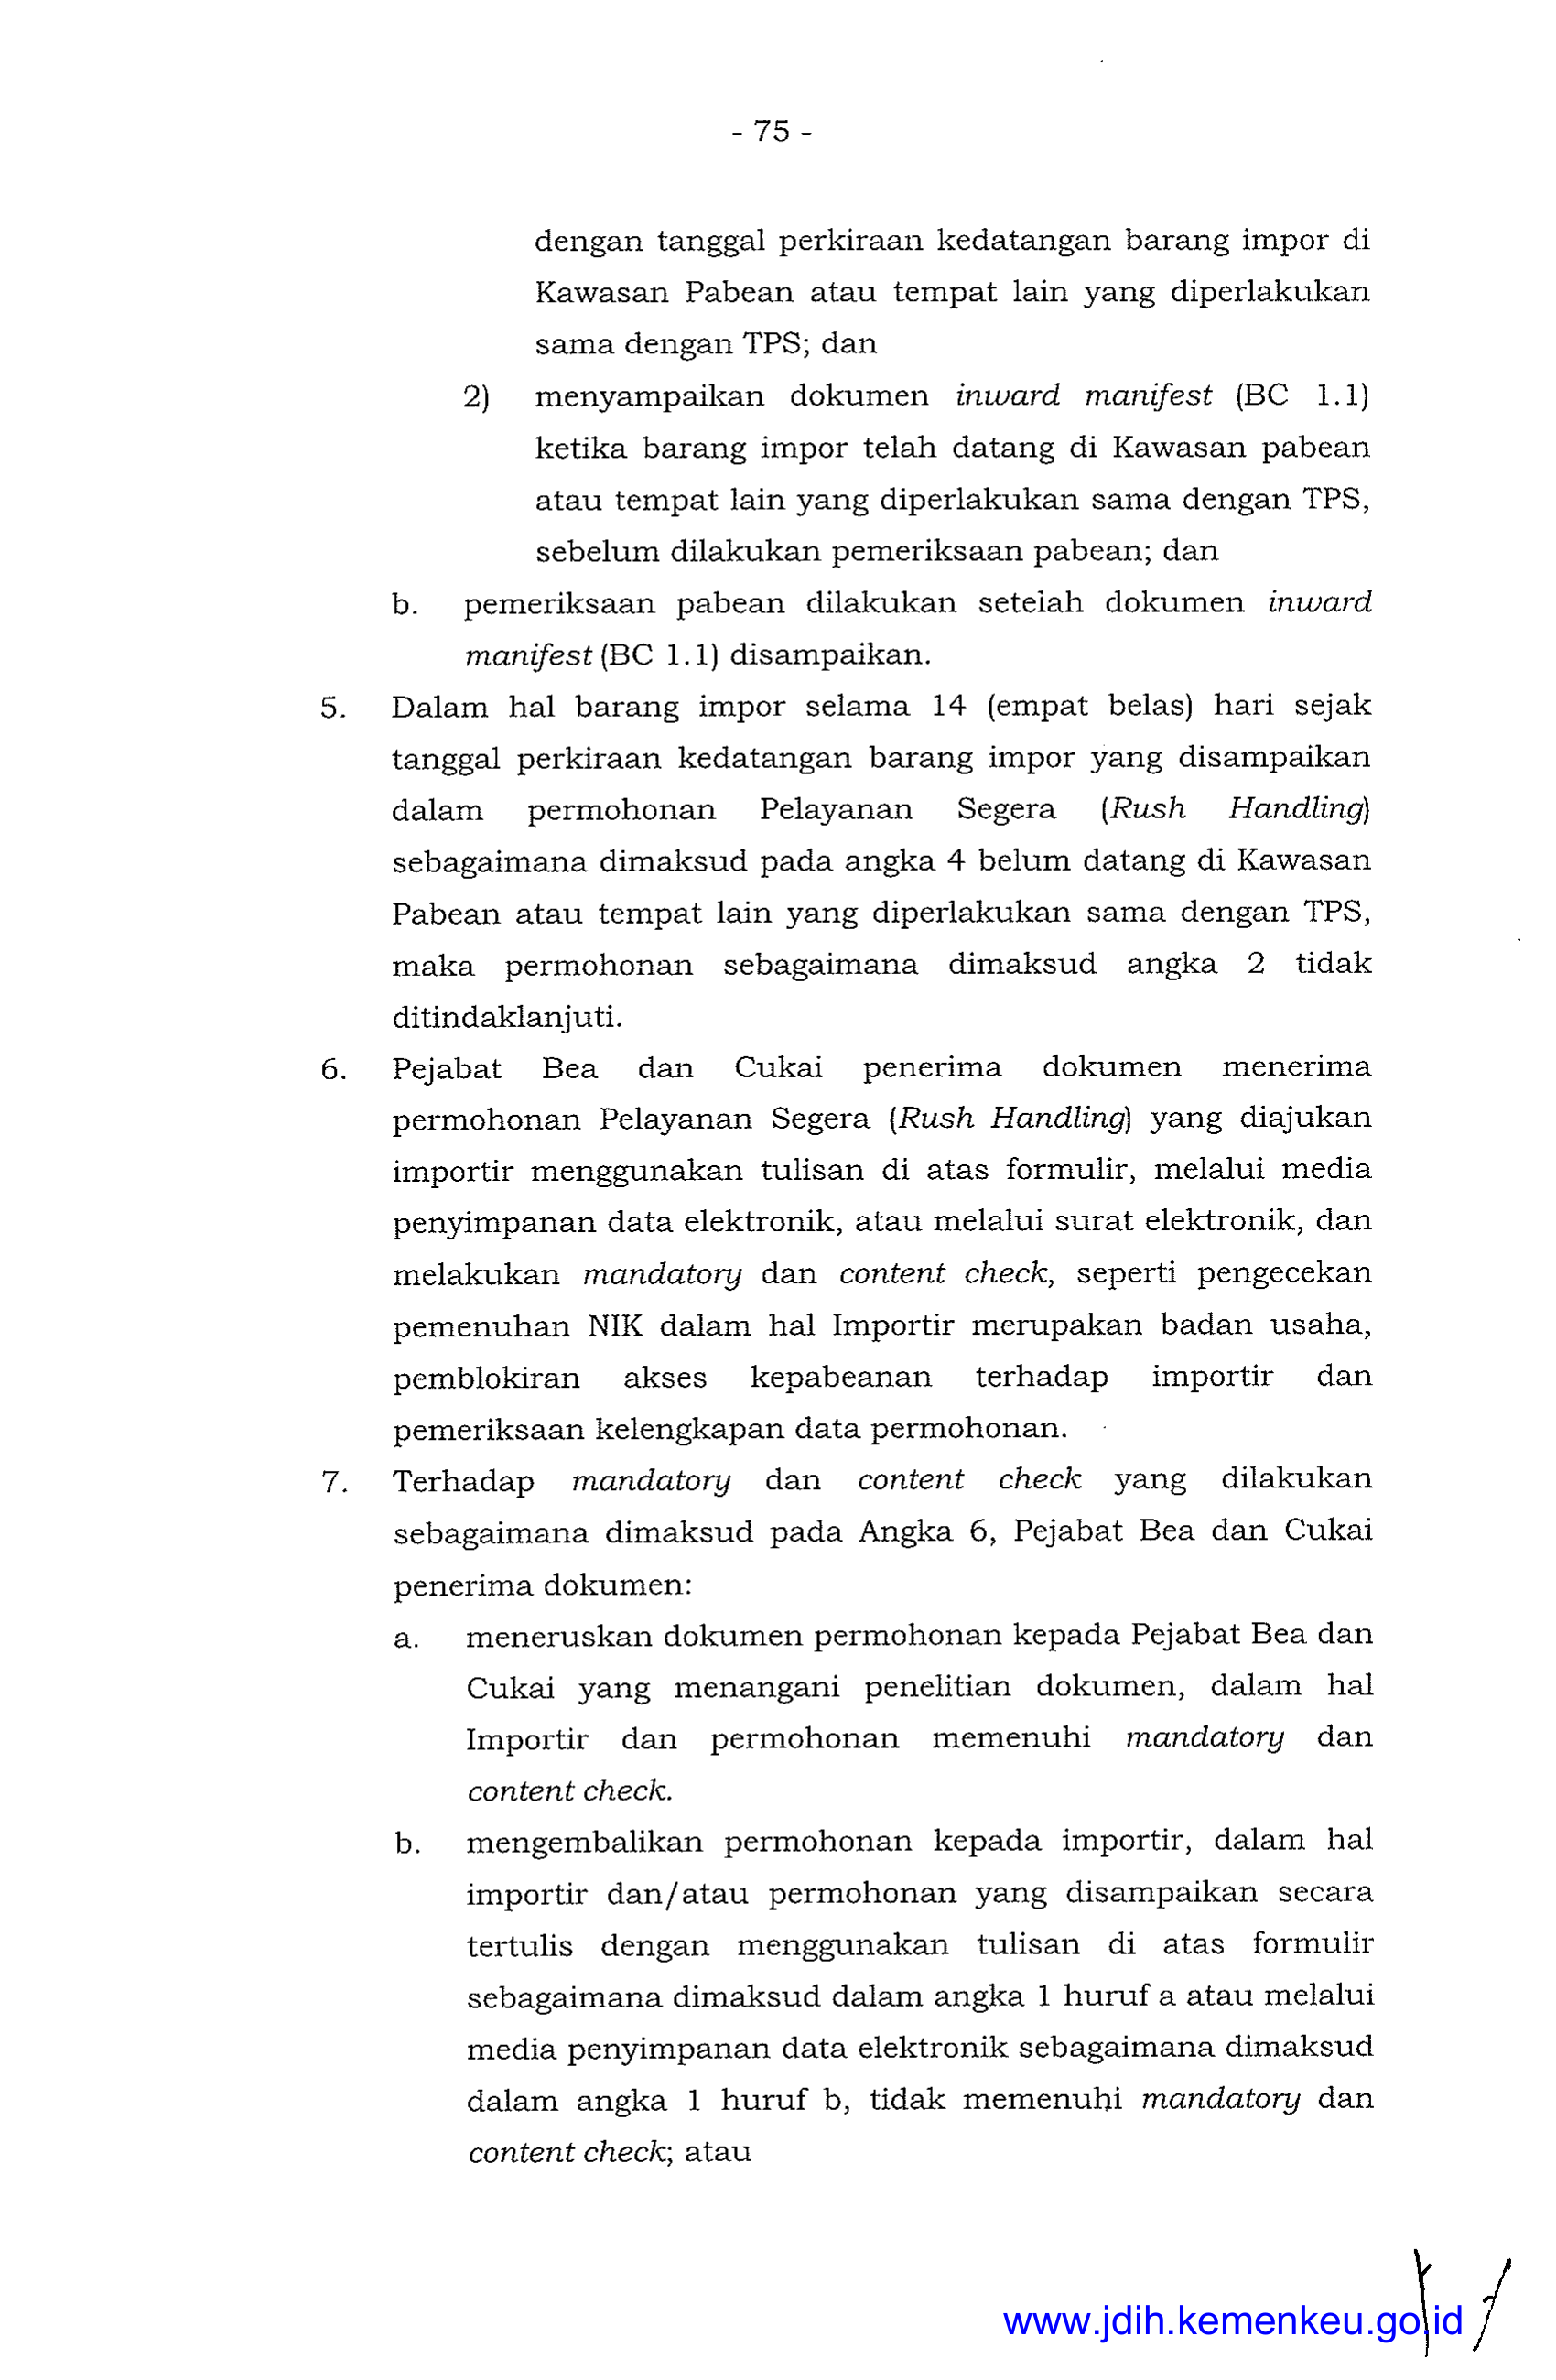 - 75 -
dengan tanggal perkiraan kedatangan barang impor di
Kawasan Pabean atau tempat lain yang diperlakukan
sama dengan TPS; dan
2) menyampaikan dokumen inward manifest (BC 1.1)
ketika barang impor telah datang di Kawasan pabean
atau tempat lain yang diperlakukan sama dengan TPS,
sebelum dilakukan pemeriksaan pabean; dan
b. pemeriksaan pabean dilakukan setelah dokumen inward
manifest (BC 1.1) disampaikan.
5. Dalam hal barang impor selama 14 (empat belas) hari sejak
tanggal perkiraan kedatangan barang impor yang disampaikan
dalam permohonan Pelayanan Segera (Rush Handling)
sebagaimana dimaksud pada angka 4 belum datang di Kawasan
Pabean atau tempat lain yang diperlakukan sama dengan TPS,
maka permohonan sebagaimana dimaksud angka 2 tidak
ditindaklanjuti.
6. Pejabat Bea dan Cukai penerima dokumen menerima
permohonan Pelayanan Segera (Rush Handling) yang diajukan
importir menggunakan tulisan di atas formulir, melalui media
penyimpanan data elektronik, atau melalui surat elektronik, dan
melakukan mandatory dan content check, seperti pengecekan
pemenuhan NIK dalam hal Importir merupakan badan usaha,
pemblokiran akses kepabeanan terhadap importir dan
pemeriksaan kelengkapan data permohonan.
7. Terhadap mandatory dan content check yang dilakukan
sebagaimana dimaksud pada Angka 6, Pejabat Bea dan Cukai
penerima dokumen:
a. meneruskan dokumen permohonan kepada Pejabat Bea dan
Cukai yang menangani penelitian dokumen, dalam hal
Importir dan permohonan memenuhi mandatory dan
content check.
b. mengembalikan permohonan kepada importir, dalam hal
importir dan/atau permohonan yang disampaikan secara
tertulis dengan menggunakan tulisan di atas formulir
sebagaimana dimaksud dalam angka 1 huruf a atau melalui
media penyimpanan data elektronik sebagaimana dimaksud
dalam angka 1 huruf b, tidak memenuhi mandatory dan
content check; atau
www.jdih.kemenkeu.go.id